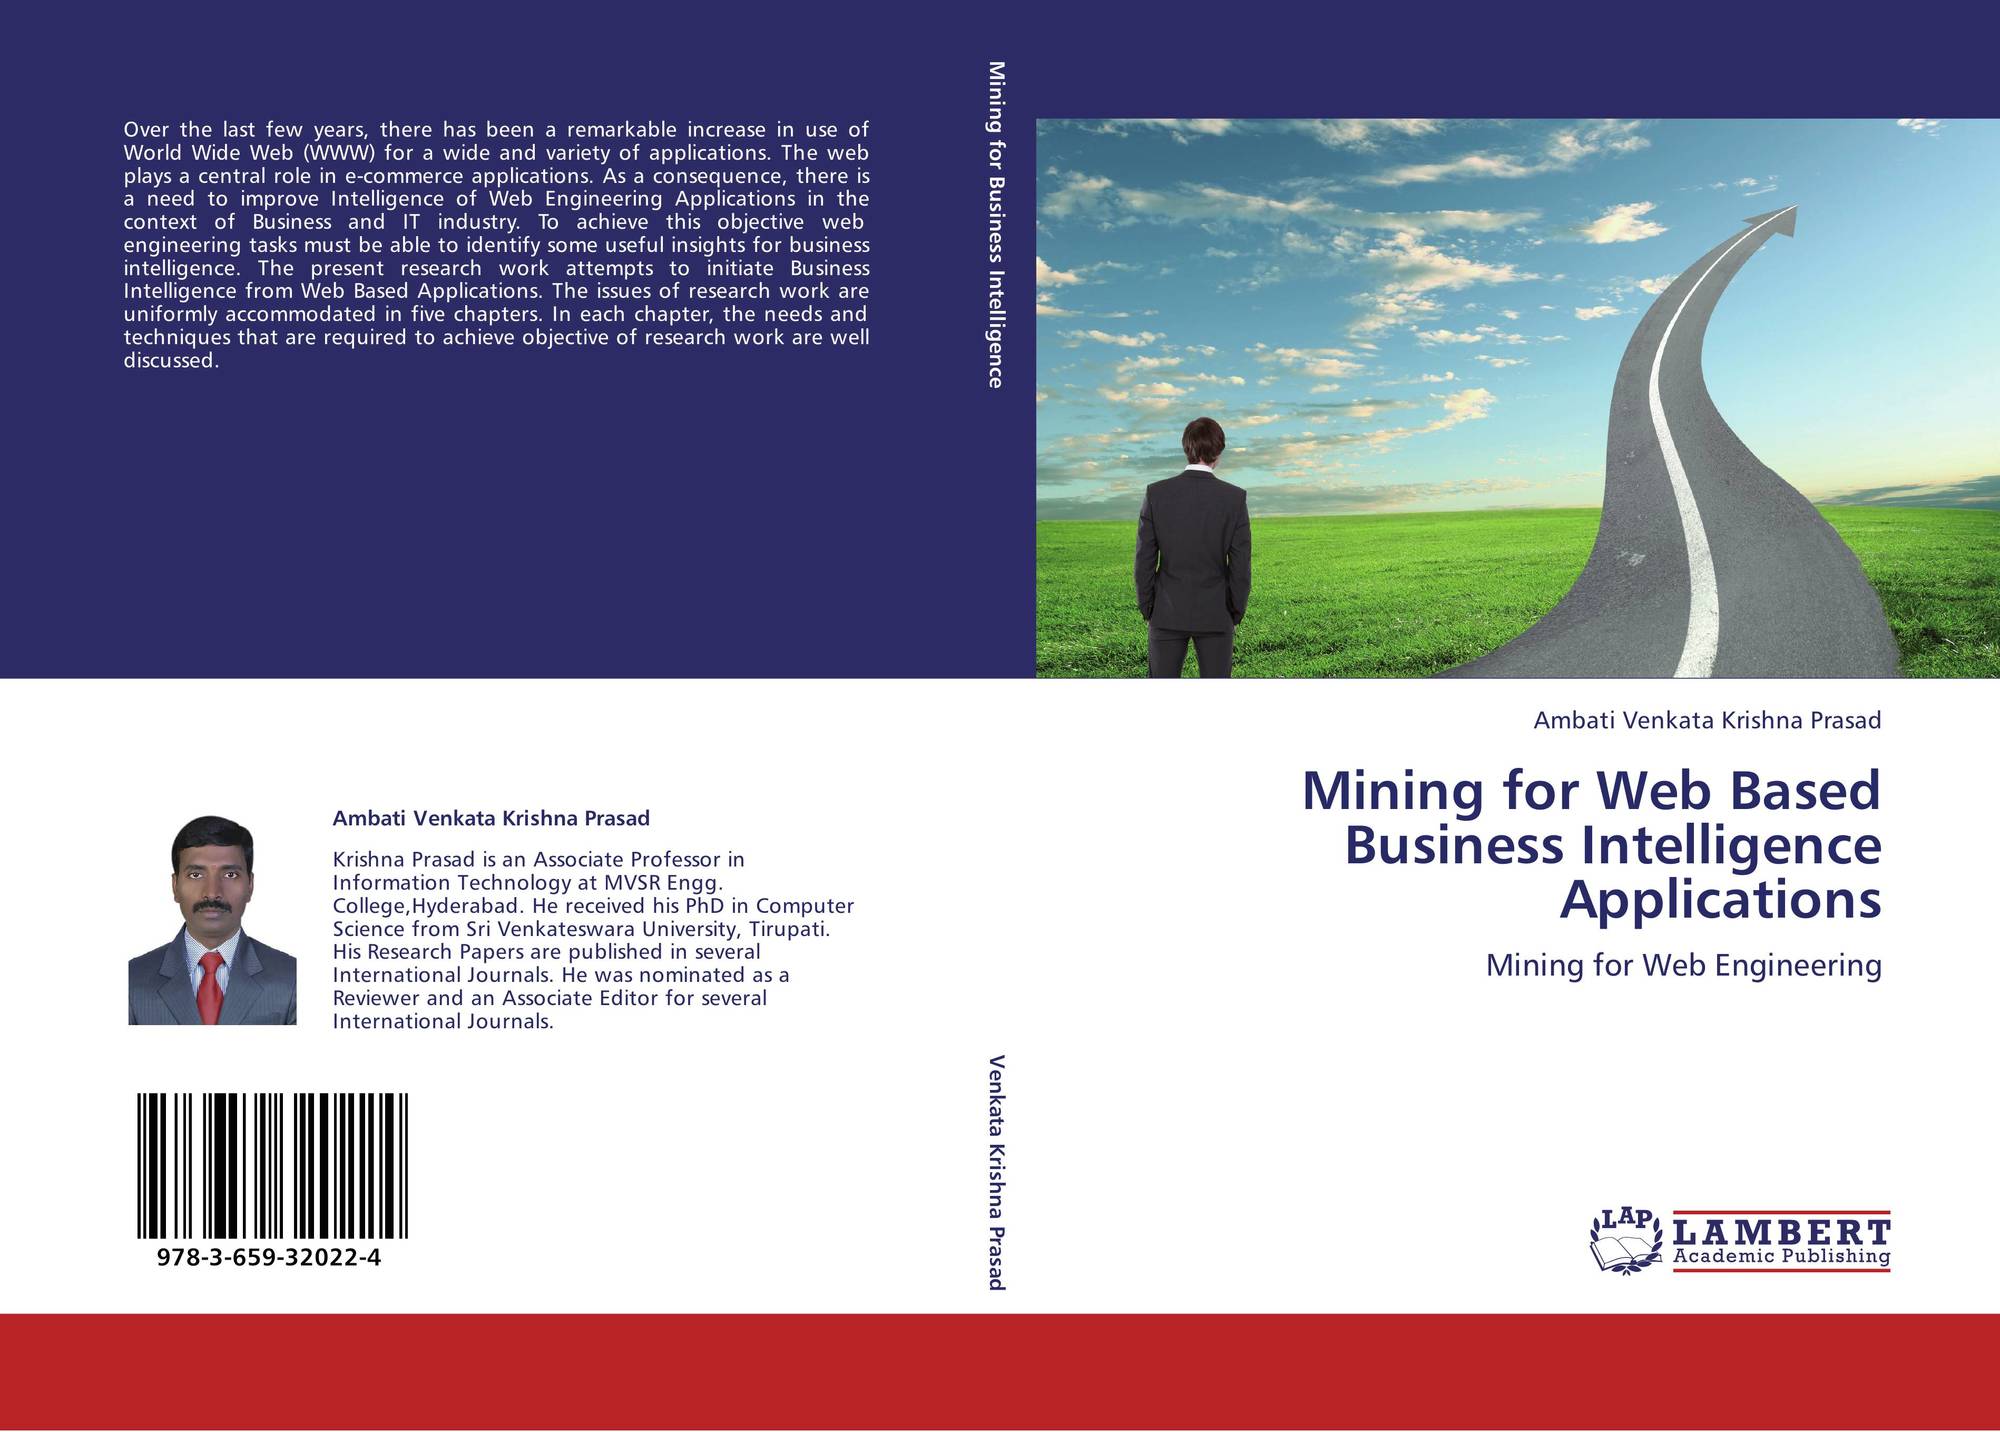 Over the last few years, there has been a remarkable increase in use of
World Wide Web (WWW) for a wide and variety of applications. The web
plays a central role in e-commerce applications. As a consequence, there is
a need to improve Intelligence of Web Engineering Applications in the
context of Business and IT industry. To achieve this objective web
engineering tasks must be able to identify some useful insights for business
intelligence. The present research work attempts to initiate Business
Intelligence from Web Based Applications. The issues of research work are
uniformly accommodated in five chapters. In each chapter, the needs and
techniques that are required to achieve objective of research work are well
discussed.
Ambati Venkata Krishna Prasad
Krishna Prasad is an Associate Professor in
Information Technology at MVSR Engg.
College,Hyderabad. He received his PhD in Computer
Science from Sri Venkateswara University, Tirupati.
His Research Papers are published in several
International Journals. He was nominated as a
Reviewer and an Associate Editor for several
International Journals.
978-3-659-32022-4
Mining for Business Intelligence
Venkata Krishna Prasad
Ambati Venkata Krishna Prasad
Mining for Web Based
Business Intelligence
Applications
Mining for Web Engineering
LAP
LAMBERT
Academic Publishing